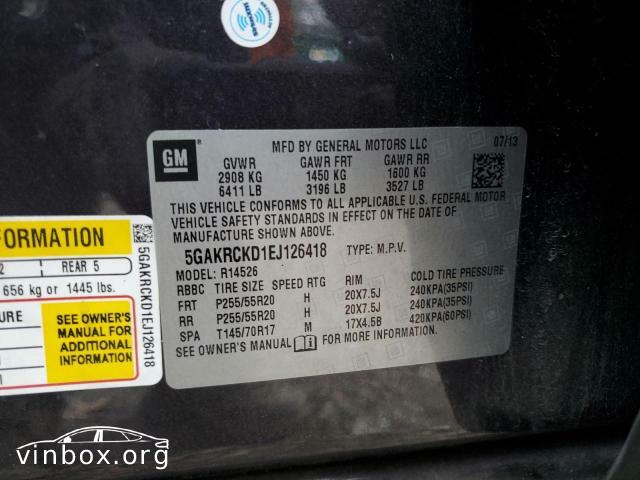 SiriusXM
GM
MFD BY GENERAL MOTORS LLC 07/13
GVWR GAWR FRT GAWR RR
2908 KG 1450 KG 1600 KG
6411 LB 3196 LB 3527 LB
THIS VEHICLE CONFORMS TO ALL APPLICABLE U.S. FEDERAL MOTOR
VEHICLE SAFETY STANDARDS IN EFFECT ON THE DATE OF
MANUFACTURE SHOWN ABOVE.
5GAKRCKD1EJ126418 TYPE: M.P.V.
MODEL: R14526
RBBC TIRE SIZE SPEED RTG RIM COLD TIRE PRESSURE
FRT P255/55R20 H 20X7.5J 240KPA(35PSI)
RR P255/55R20 H 20X7.5J 240KPA(35PSI)
SPA T145/70R17 M 17X4.5B 420KPA(60PSI)
SEE OWNER'S MANUAL FOR MORE INFORMATION.
FORMATION
2 REAR 5
656 kg or 1445 lbs.
SURE
SEE OWNER'S
MANUAL FOR
ADDITIONAL
INFORMATION
5GAKRCKD1EJ126418
vinbox.org